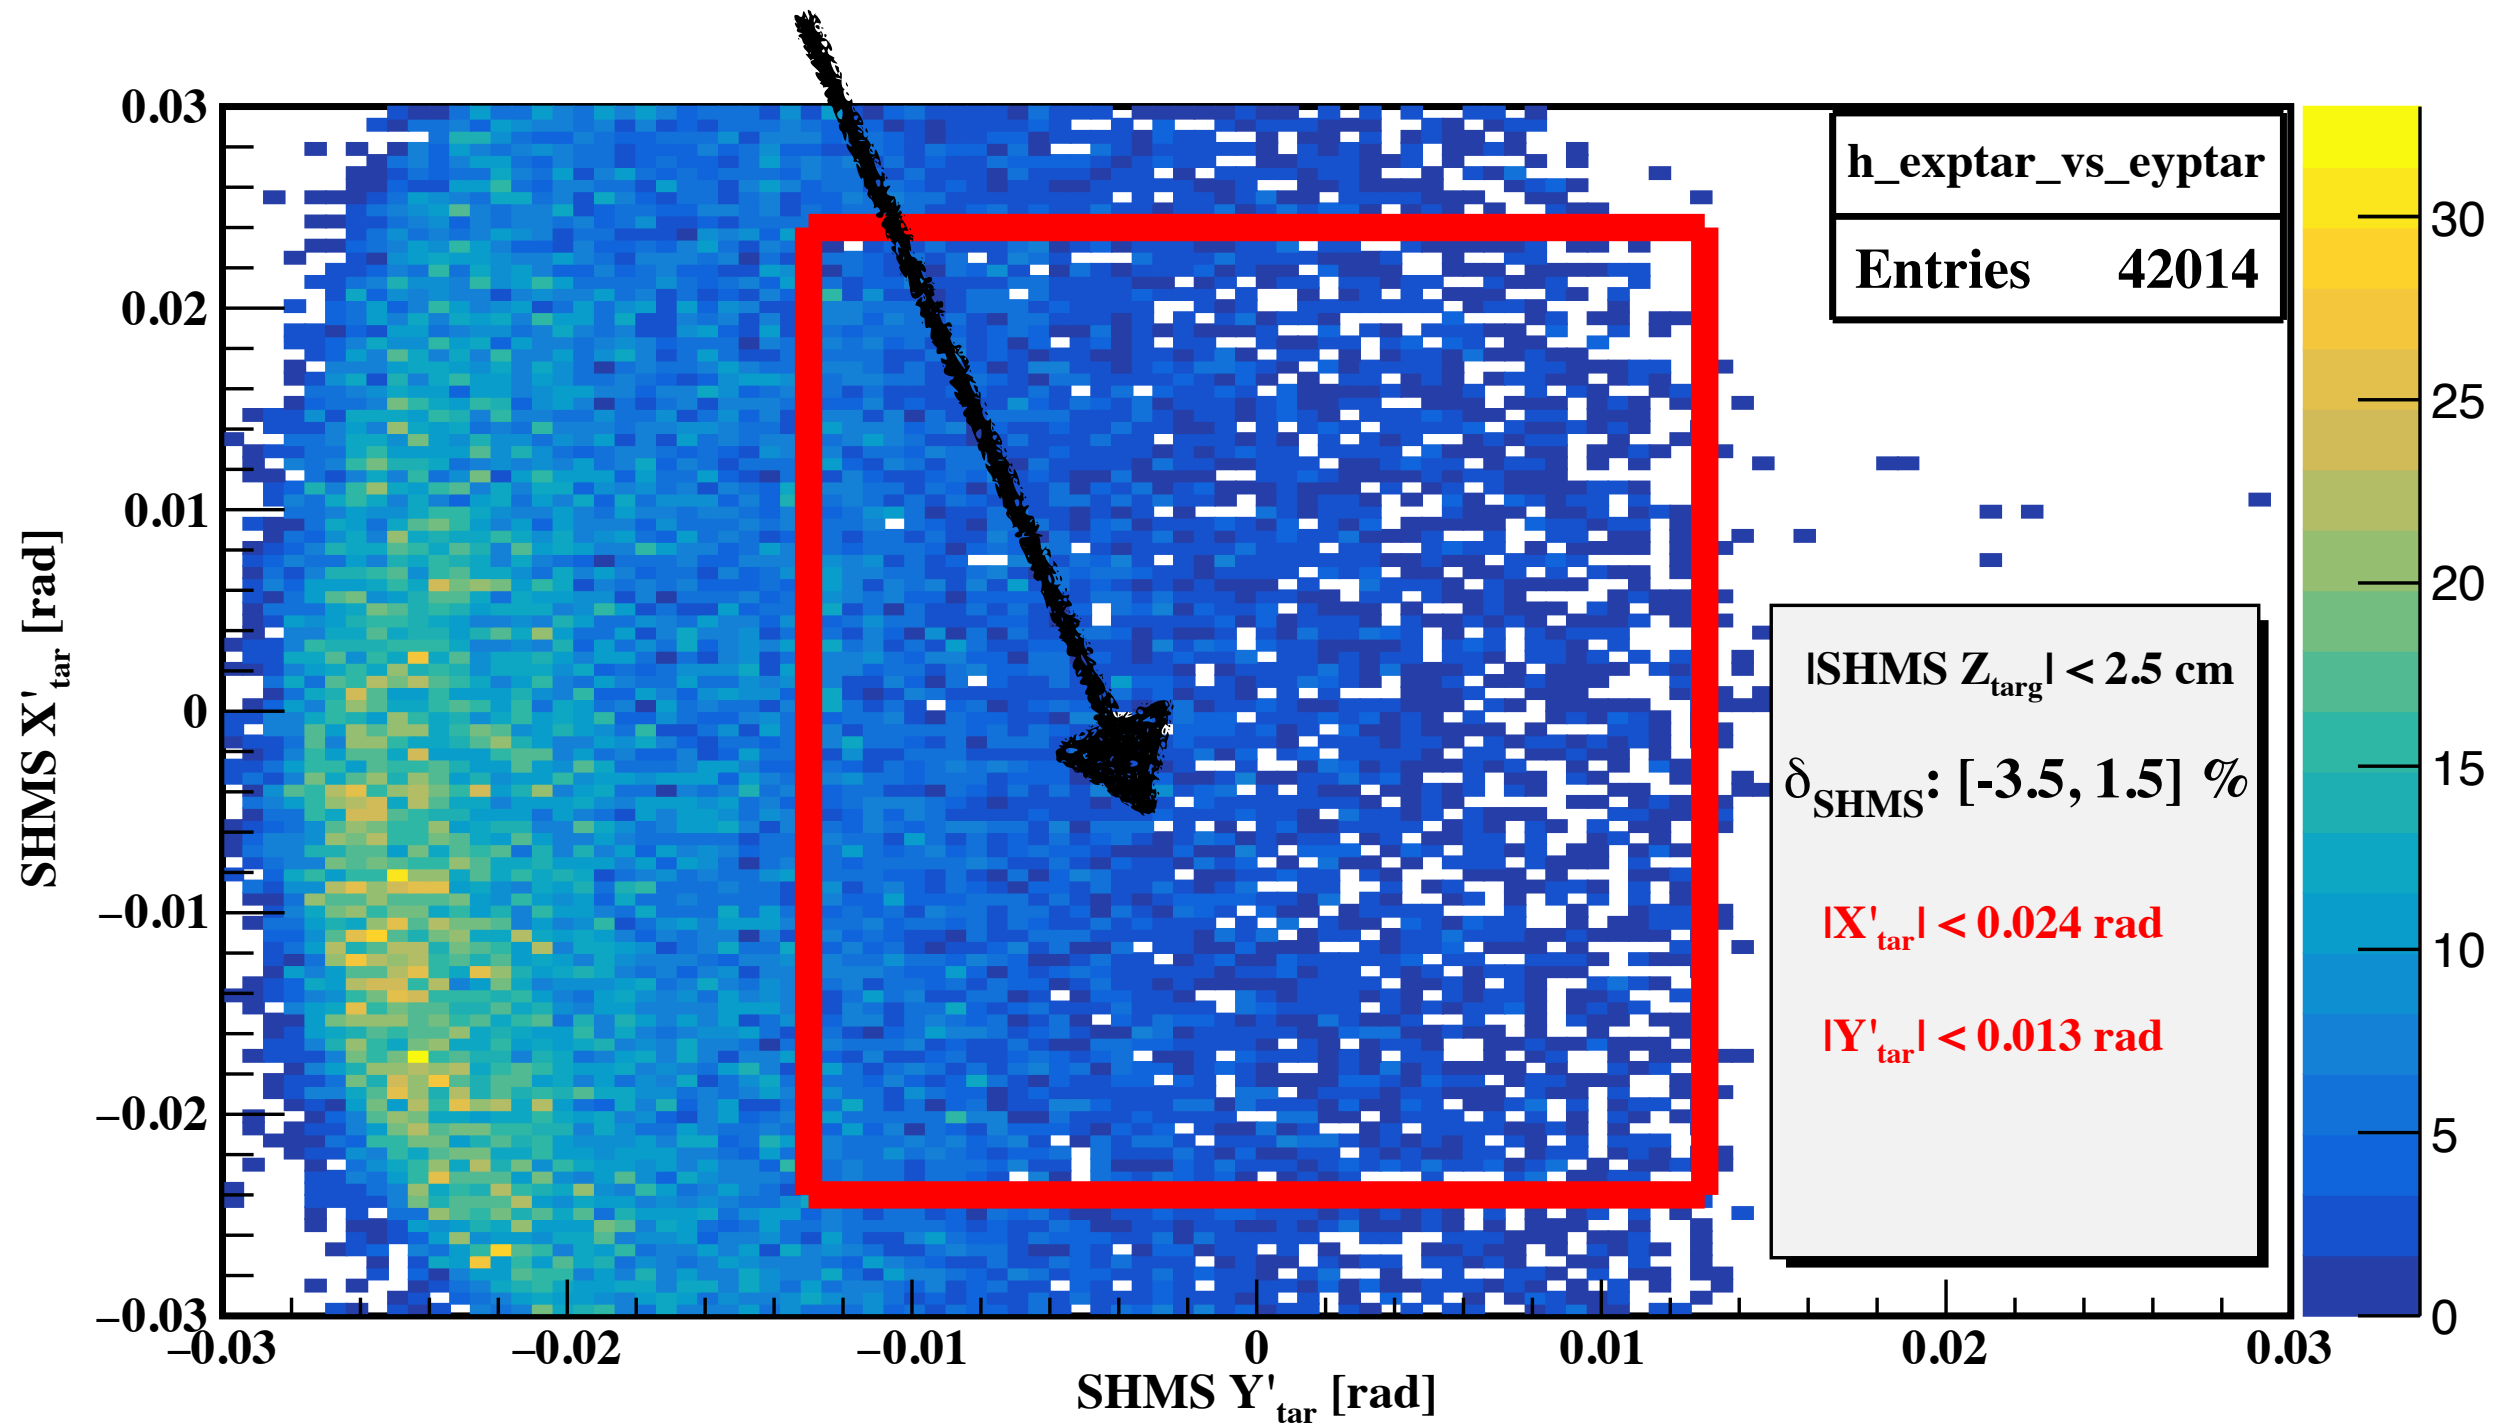 h_exptar_vs_eyptar
Entries 42014
0.03
0.02
0.01
0
−0.01
−0.02
−0.03
SHMS X'tar [rad]
|SHMS Ztarg| < 2.5 cm
δSHMS: [-3.5, 1.5] %
|X'tar| < 0.024 rad
|Y'tar| < 0.013 rad
30
25
20
15
10
5
0
−0.03 −0.02 −0.01 0 0.01 0.02 0.03
SHMS Y'tar [rad]